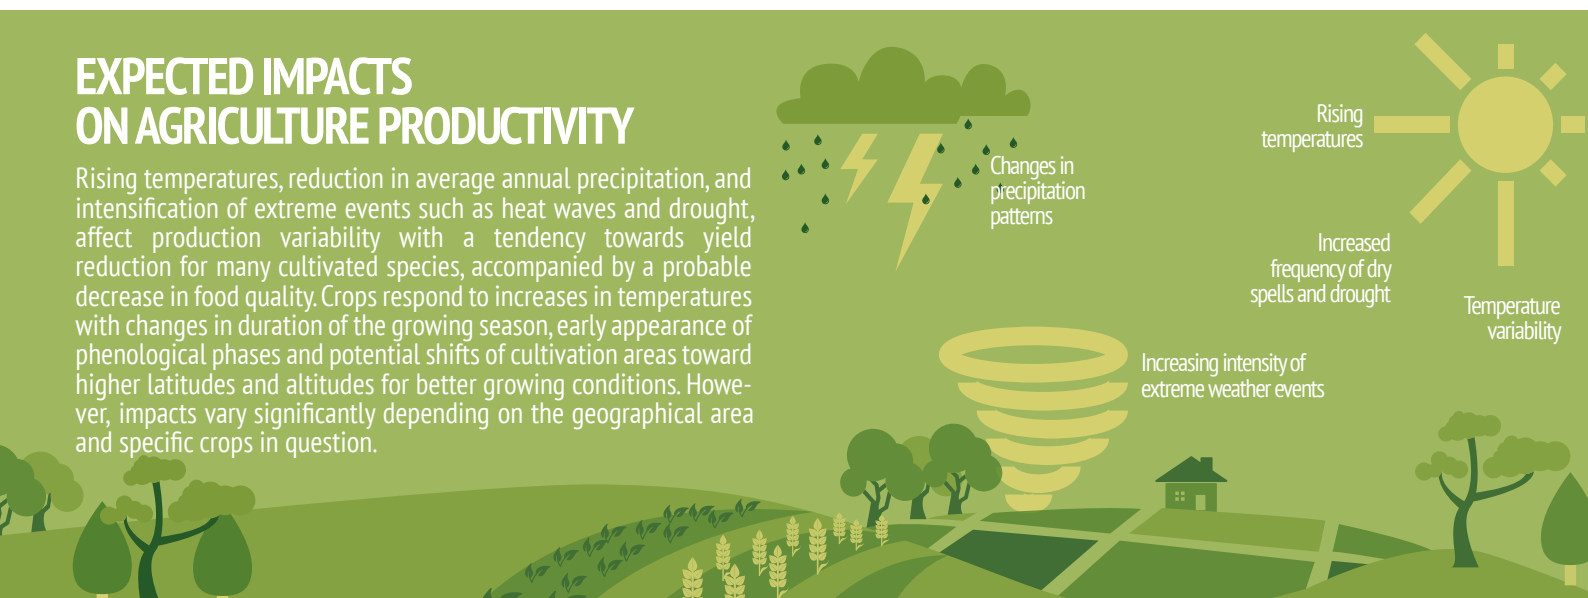 EXPECTED IMPACTS
ON AGRICULTURE PRODUCTIVITY
Rising temperatures, reduction in average annual precipitation, and
intensification of extreme events such as heat waves and drought,
affect production variability with a tendency towards yield
reduction for many cultivated species, accompanied by a probable
decrease in food quality. Crops respond to increases in temperatures
with changes in duration of the growing season, early appearance of
phenological phases and potential shifts of cultivation areas toward
higher latitudes and altitudes for better growing conditions. Howe-
ver, impacts vary significantly depending on the geographical area
and specific crops in question.
Changes in
precipitation
patterns
Rising
temperatures
Increased
frequency of dry
spells and drought
Temperature
variability
Increasing intensity of
extreme weather events